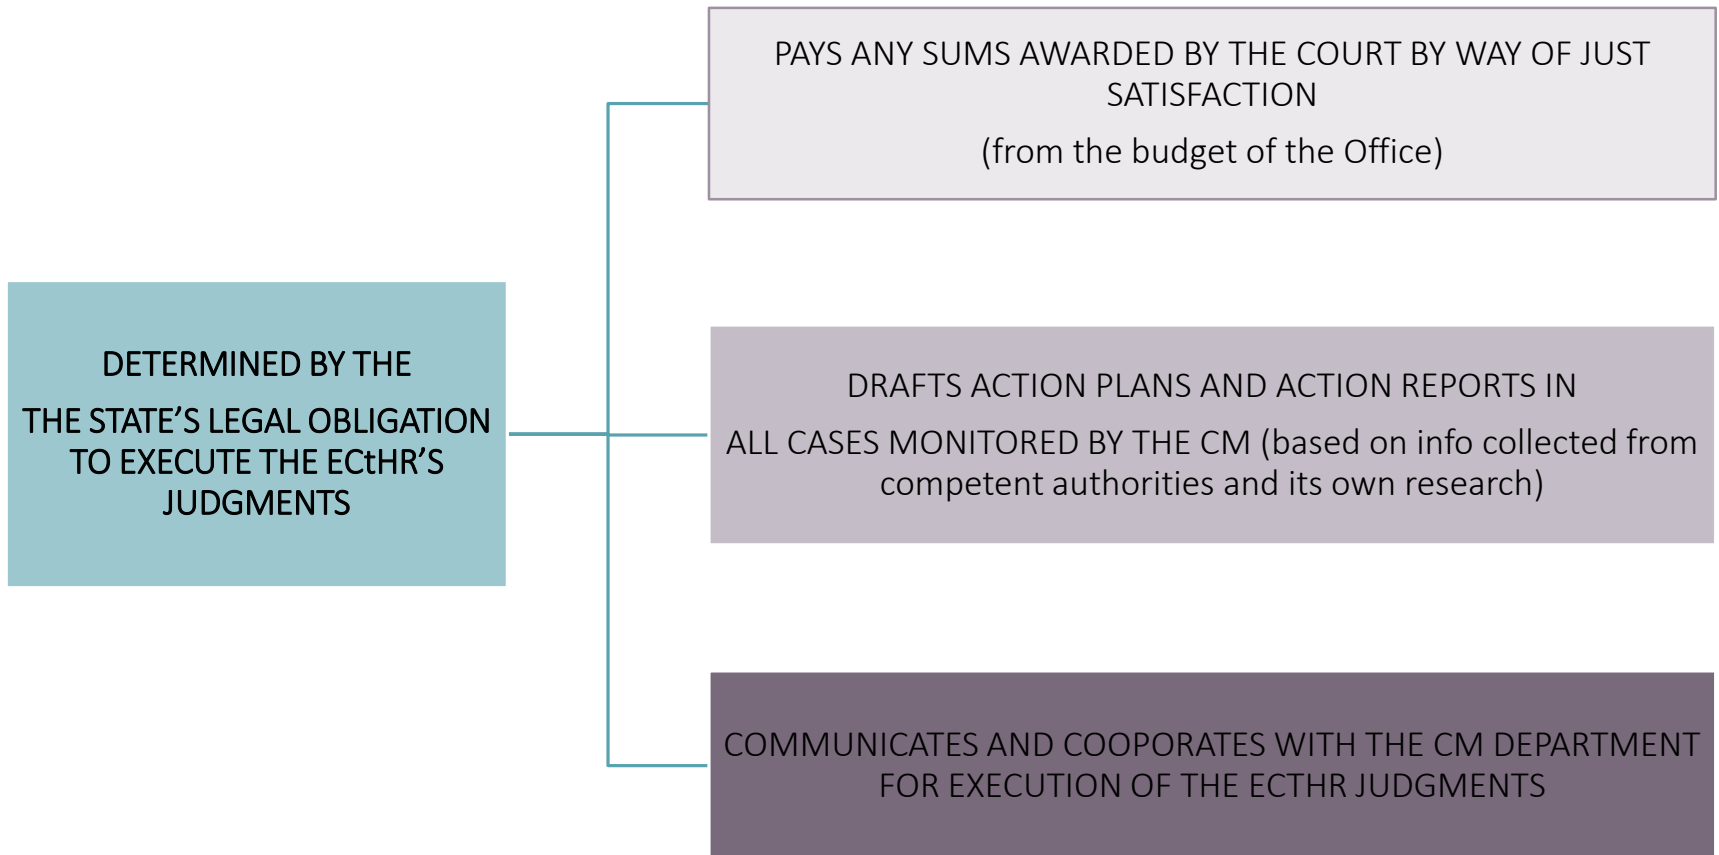 PAYS ANY SUMS AWARDED BY THE COURT BY WAY OF JUST
SATISFACTION
(from the budget of the Office)
DETERMINED BY THE
THE STATE’S LEGAL OBLIGATION
TO EXECUTE THE ECtHR’S
JUDGMENTS
DRAFTS ACTION PLANS AND ACTION REPORTS IN
ALL CASES MONITORED BY THE CM (based on info collected from
competent authorities and its own research)
COMMUNICATES AND COOPORATES WITH THE CM DEPARTMENT
FOR EXECUTION OF THE ECTHR JUDGMENTS